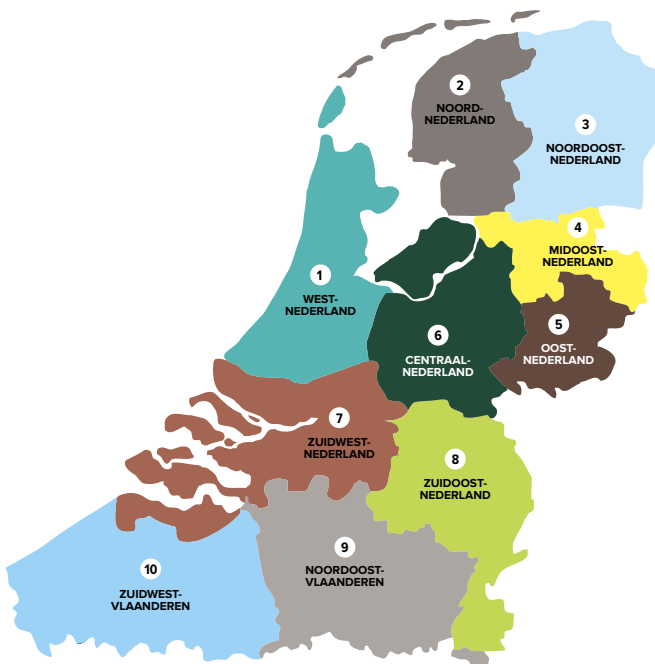 2
NOORD-
NEDERLAND
3
NOORDOOST-
NEDERLAND
4
MIDOOST-
NEDERLAND
1
WEST-
NEDERLAND
5
OOST-
NEDERLAND
6
CENTRAAL-
NEDERLAND
7
ZUIDWEST-
NEDERLAND
8
ZUIDOOST-
NEDERLAND
9
NOORDOOST-
VLAANDEREN
10
ZUIDWEST-
VLAANDEREN